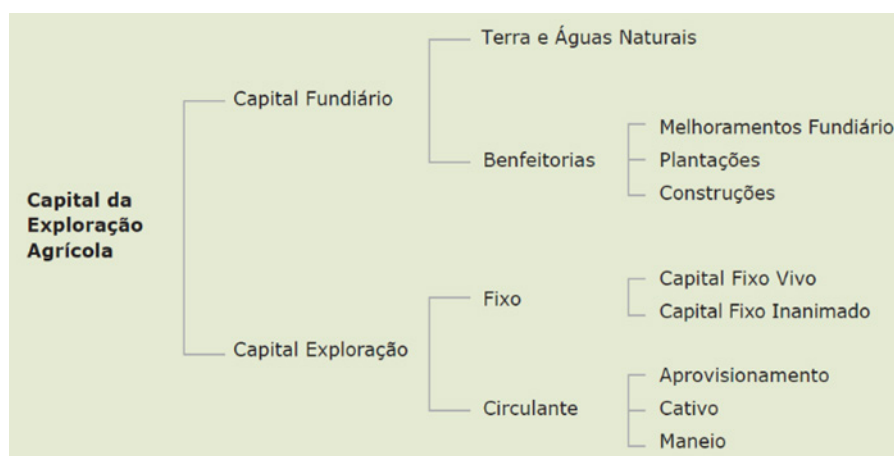 Capital da
Exploração
Agrícola
Capital Fundiário
Terra e Águas Naturais
Benfeitorias
Melhoramentos Fundiário
Plantações
Construções
Capital Exploração
Fixo
Capital Fixo Vivo
Capital Fixo Inanimado
Circulante
Aprovisionamento
Cativo
Maneio